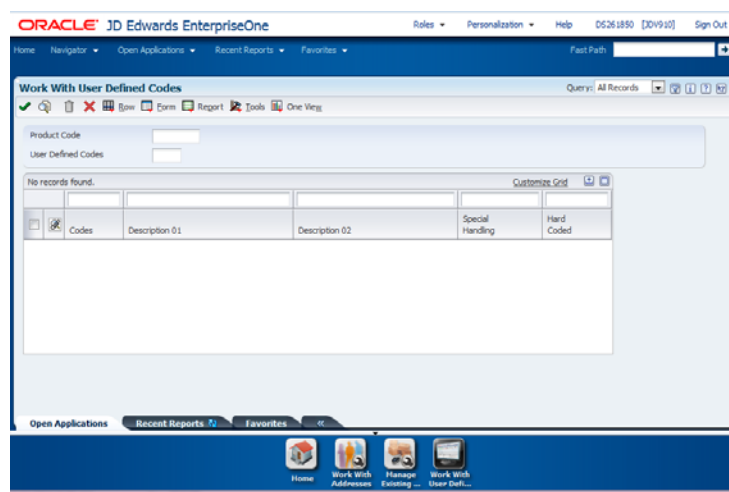 ORACLE® JD Edwards EnterpriseOne Roles Personalization Help DS261850 [JDV910] Sign Out
Home Navigator Open Applications Recent Reports Favorites Fast Path
Work With User Defined Codes Query: All Records
Row Form Report Tools One View
Product Code
User Defined Codes
No records found. Customize Grid
Codes Description 01 Description 02 Special Handling Hard Coded
Open Applications Recent Reports Favorites «
Home Work With Addresses Manage Existing ... Work With User Defi...